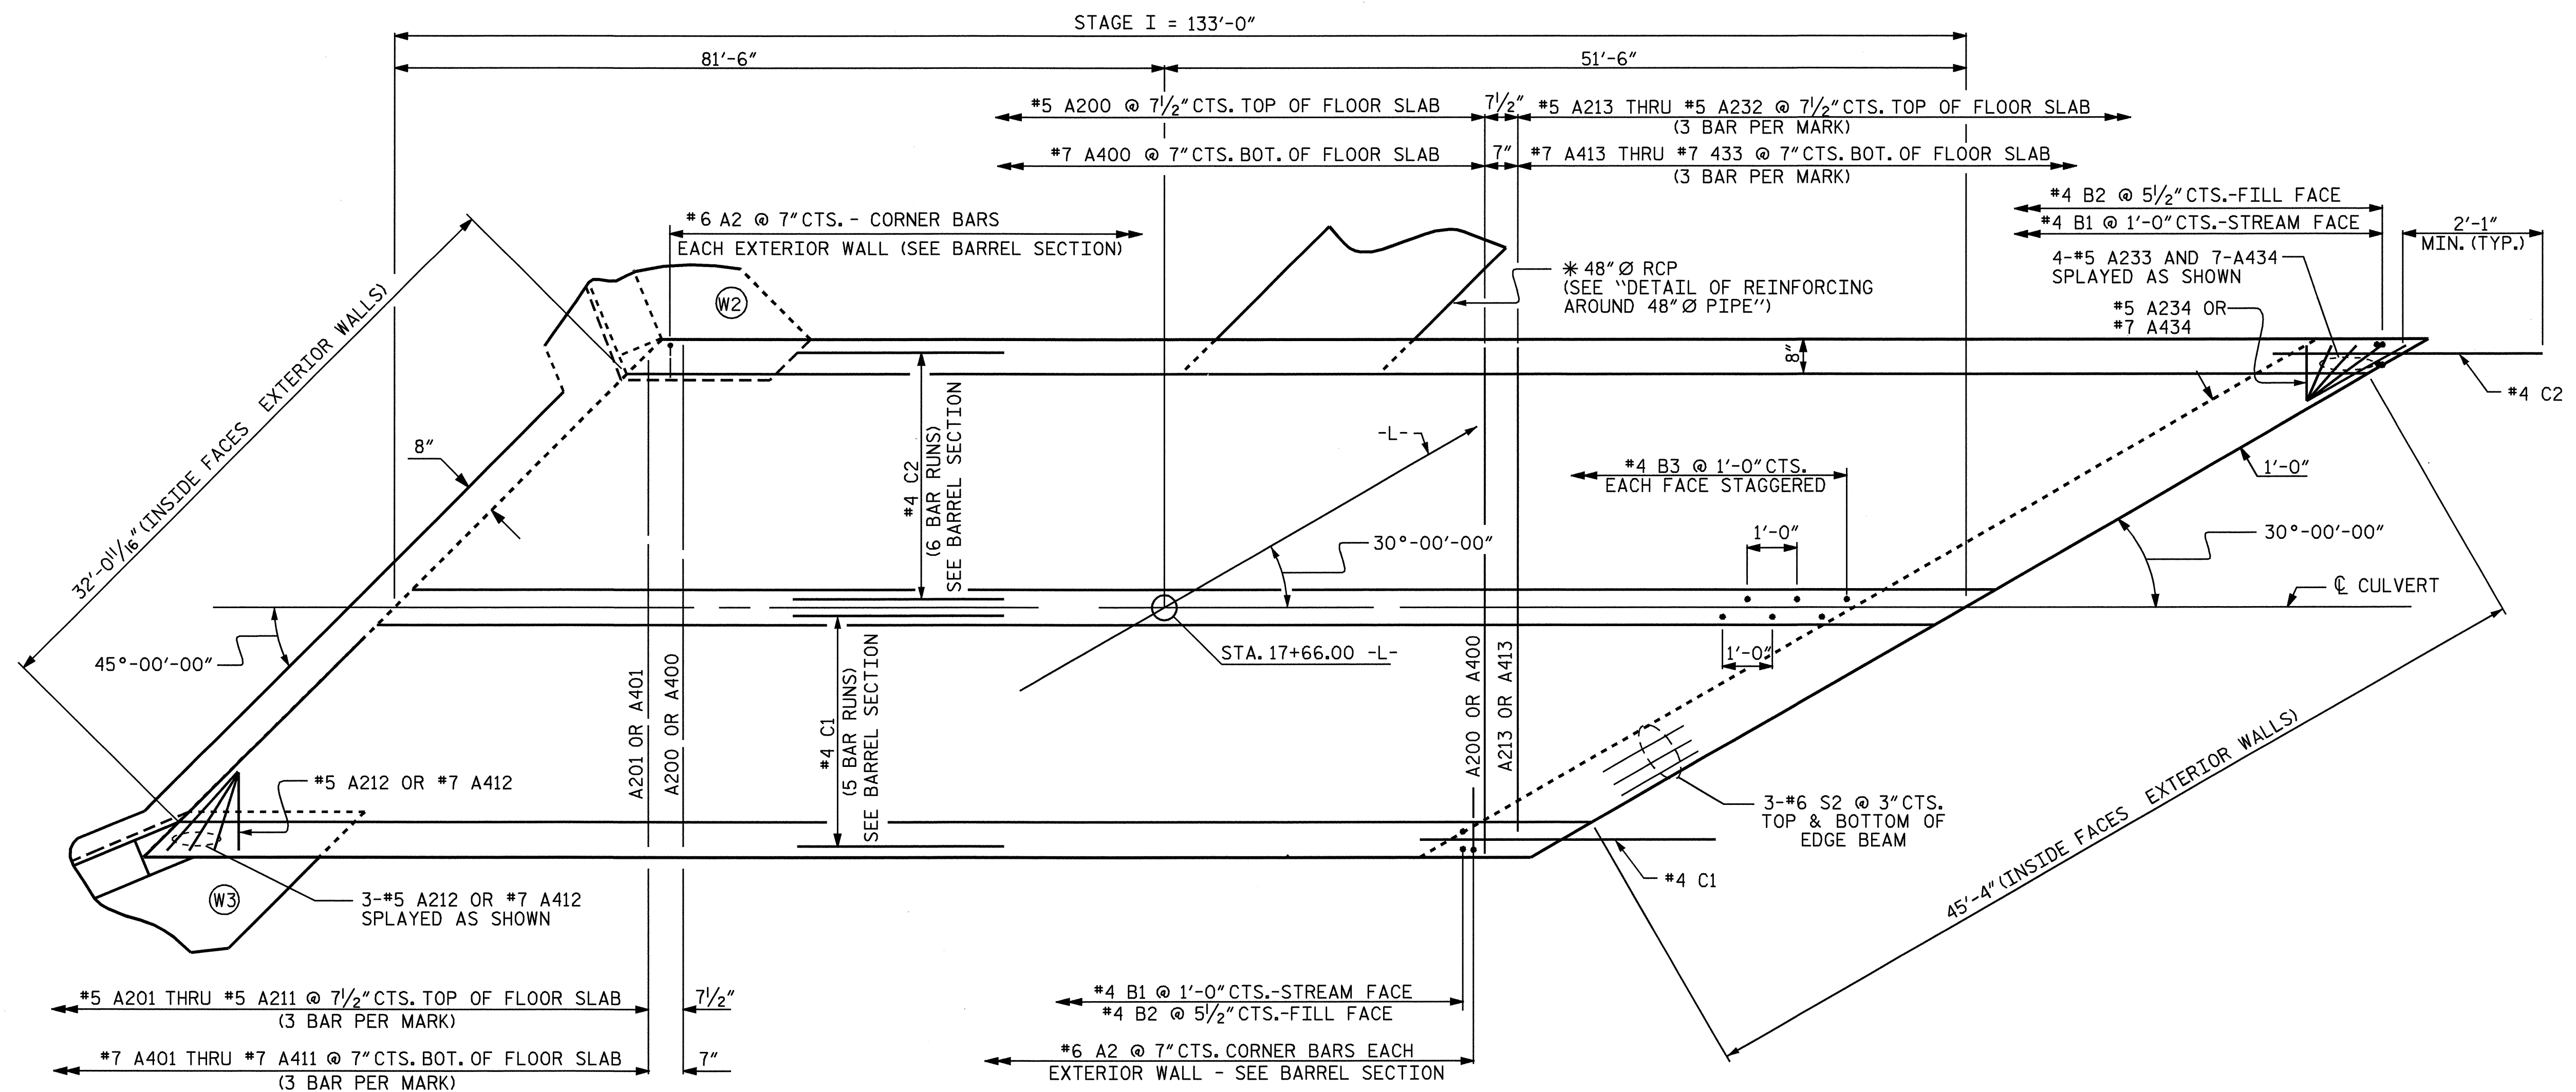 STAGE I = 133'-0"
81'-6"
51'-6"
#5 A200 @ 7 1/2" CTS. TOP OF FLOOR SLAB
7 1/2"
#5 A213 THRU #5 A232 @ 7 1/2" CTS. TOP OF FLOOR SLAB
(3 BAR PER MARK)
#7 A400 @ 7" CTS. BOT. OF FLOOR SLAB
7"
#7 A413 THRU #7 433 @ 7" CTS. BOT. OF FLOOR SLAB
(3 BAR PER MARK)
#4 B2 @ 5 1/2" CTS.-FILL FACE
#4 B1 @ 1'-0" CTS.-STREAM FACE
2'-1"
MIN. (TYP.)
#6 A2 @ 7" CTS. - CORNER BARS
EACH EXTERIOR WALL (SEE BARREL SECTION)
4-#5 A233 AND 7-A434
SPLAYED AS SHOWN
#5 A234 OR
#7 A434
* 48" Ø RCP
(SEE "DETAIL OF REINFORCING
AROUND 48" Ø PIPE")
W2
8"
#4 C2
32'-0 11/16" (INSIDE FACES EXTERIOR WALLS)
8"
#4 C2
(6 BAR RUNS)
SEE BARREL SECTION
-L-
#4 B3 @ 1'-0" CTS.
EACH FACE STAGGERED
1'-0"
1'-0"
30°-00'-00"
30°-00'-00"
℄ CULVERT
45°-00'-00"
STA. 17+66.00 -L-
1'-0"
A201 OR A401
A200 OR A400
#4 C1
(5 BAR RUNS)
SEE BARREL SECTION
A200 OR A400
A213 OR A413
#5 A212 OR #7 A412
3-#6 S2 @ 3" CTS.
TOP & BOTTOM OF
EDGE BEAM
45'-4" (INSIDE FACES EXTERIOR WALLS)
#4 C1
W3
3-#5 A212 OR #7 A412
SPLAYED AS SHOWN
#5 A201 THRU #5 A211 @ 7 1/2" CTS. TOP OF FLOOR SLAB
(3 BAR PER MARK)
7 1/2"
#4 B1 @ 1'-0" CTS.-STREAM FACE
#4 B2 @ 5 1/2" CTS.-FILL FACE
#7 A401 THRU #7 A411 @ 7" CTS. BOT. OF FLOOR SLAB
(3 BAR PER MARK)
7"
#6 A2 @ 7" CTS. CORNER BARS EACH
EXTERIOR WALL - SEE BARREL SECTION